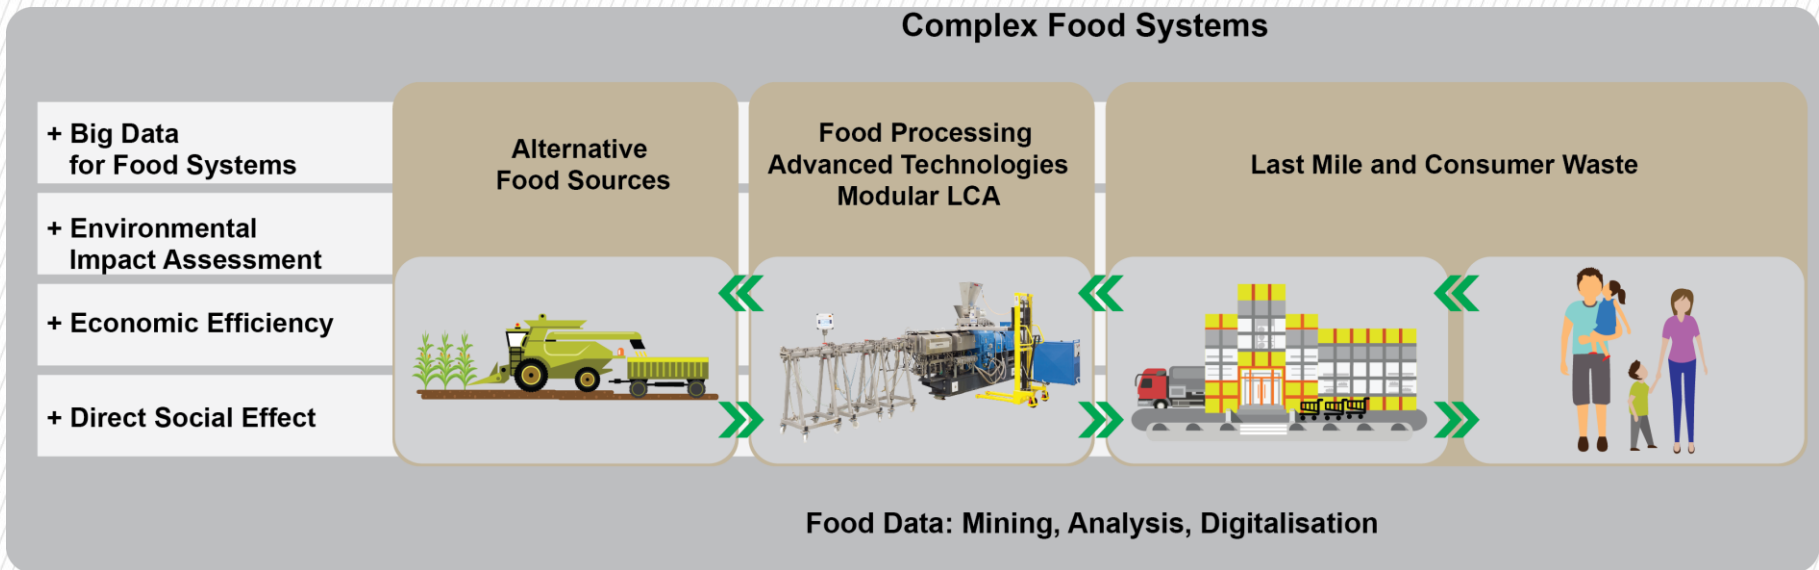 Complex Food Systems
+ Big Data
for Food Systems
+ Environmental
Impact Assessment
+ Economic Efficiency
+ Direct Social Effect
Alternative
Food Sources
Food Processing
Advanced Technologies
Modular LCA
Last Mile and Consumer Waste
Food Data: Mining, Analysis, Digitalisation